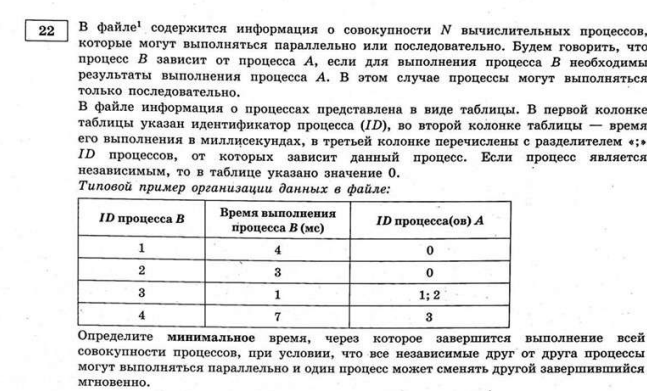 22
В файле¹ содержится информация о совокупности N вычислительных процессов,
которые могут выполняться параллельно или последовательно. Будем говорить, что
процесс B зависит от процесса A, если для выполнения процесса B необходимы
результаты выполнения процесса A. В этом случае процессы могут выполняться
только последовательно.
В файле информация о процессах представлена в виде таблицы. В первой колонке
таблицы указан идентификатор процесса (ID), во второй колонке таблицы — время
его выполнения в миллисекундах, в третьей колонке перечислены с разделителем «;»
ID процессов, от которых зависит данный процесс. Если процесс является
независимым, то в таблице указано значение 0.
Типовой пример организации данных в файле:
ID процесса B | Время выполнения процесса B (мс) | ID процесса(ов) A
1 | 4 | 0
2 | 3 | 0
3 | 1 | 1; 2
4 | 7 | 3
Определите минимальное время, через которое завершится выполнение всей
совокупности процессов, при условии, что все независимые друг от друга процессы
могут выполняться параллельно и один процесс может сменять другой завершившийся
мгновенно.